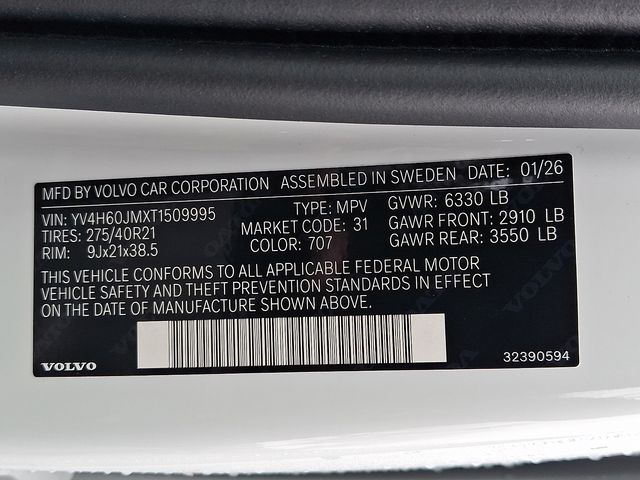 MFD BY VOLVO CAR CORPORATION ASSEMBLED IN SWEDEN DATE: 01/26
VIN: YV4H60JMXT1509995 TYPE: MPV GVWR: 6330 LB
TIRES: 275/40R21 MARKET CODE: 31 GAWR FRONT: 2910 LB
RIM: 9Jx21x38.5 COLOR: 707 GAWR REAR: 3550 LB
THIS VEHICLE CONFORMS TO ALL APPLICABLE FEDERAL MOTOR
VEHICLE SAFETY AND THEFT PREVENTION STANDARDS IN EFFECT
ON THE DATE OF MANUFACTURE SHOWN ABOVE.
VOLVO 32390594